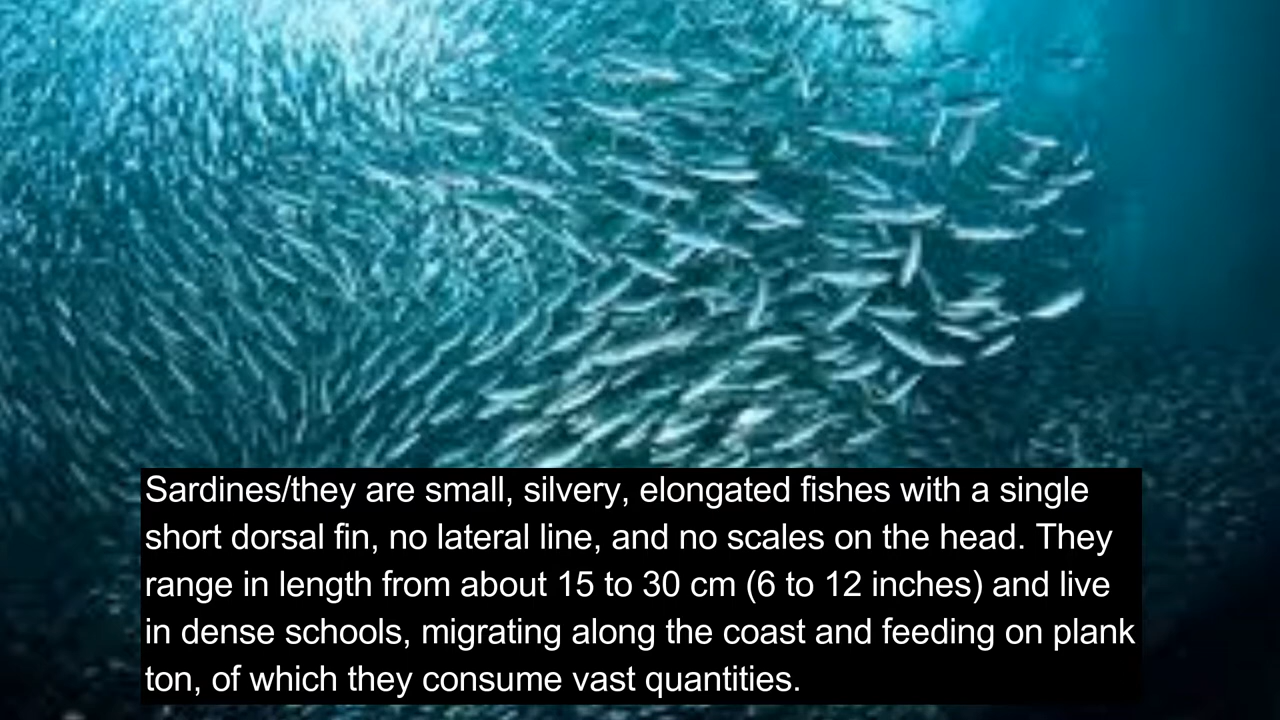 Sardines/they are small, silvery, elongated fishes with a single
short dorsal fin, no lateral line, and no scales on the head. They
range in length from about 15 to 30 cm (6 to 12 inches) and live
in dense schools, migrating along the coast and feeding on plank
ton, of which they consume vast quantities.